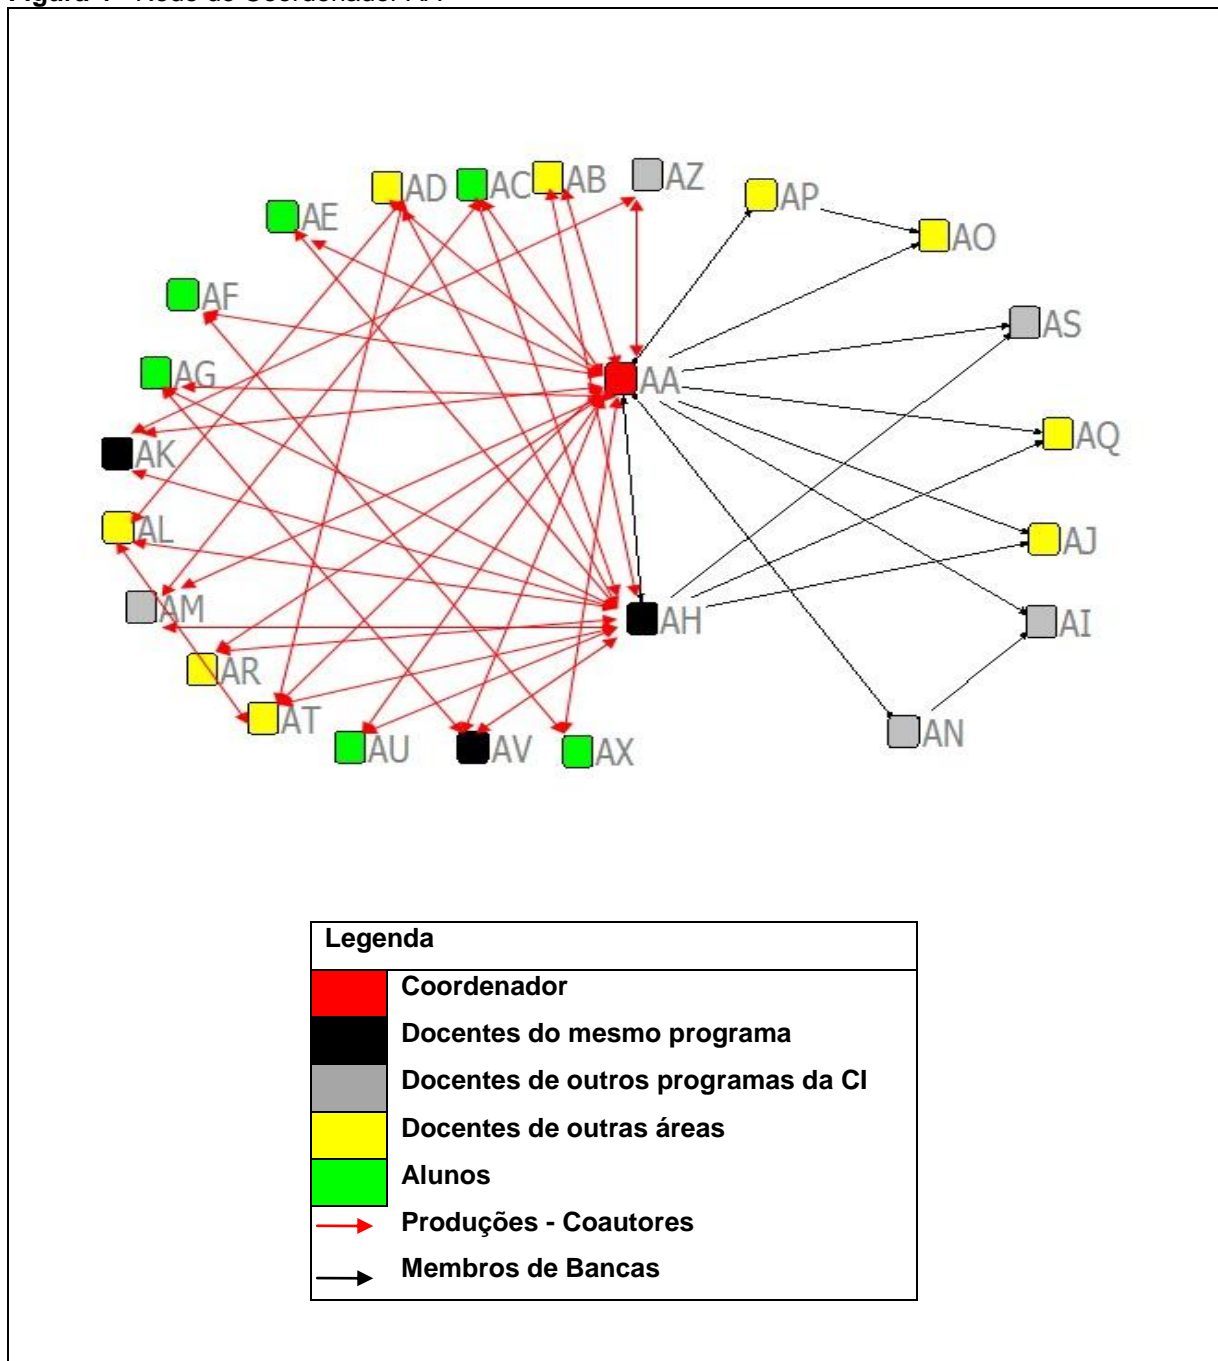 AZ
AB
AC
AD
AP
AE
AO
AF
AS
AG
AA
AQ
AK
AL
AJ
AM
AH
AI
AR
AT
AN
AU
AV
AX
Legenda
Coordenador
Docentes do mesmo programa
Docentes de outros programas da CI
Docentes de outras áreas
Alunos
Produções - Coautores
Membros de Bancas